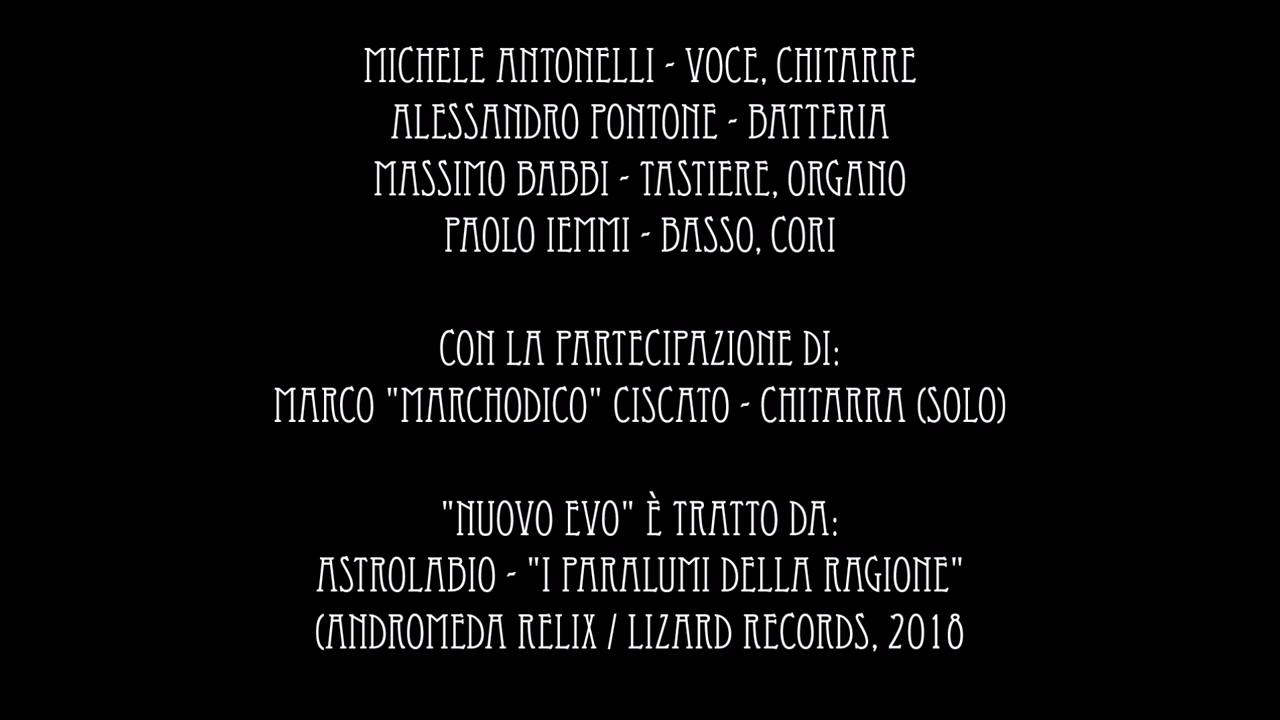 MICHELE ANTONELLI - VOCE, CHITARRE
ALESSANDRO PONTONE - BATTERIA
MASSIMO BABBI - TASTIERE, ORGANO
PAOLO IEMMI - BASSO, CORI
CON LA PARTECIPAZIONE DI:
MARCO "MARCHODICO" CISCATO - CHITARRA (SOLO)
"NUOVO EVO" È TRATTO DA:
ASTROLABIO - "I PARALUMI DELLA RAGIONE"
(ANDROMEDA RELIX / LIZARD RECORDS, 2018